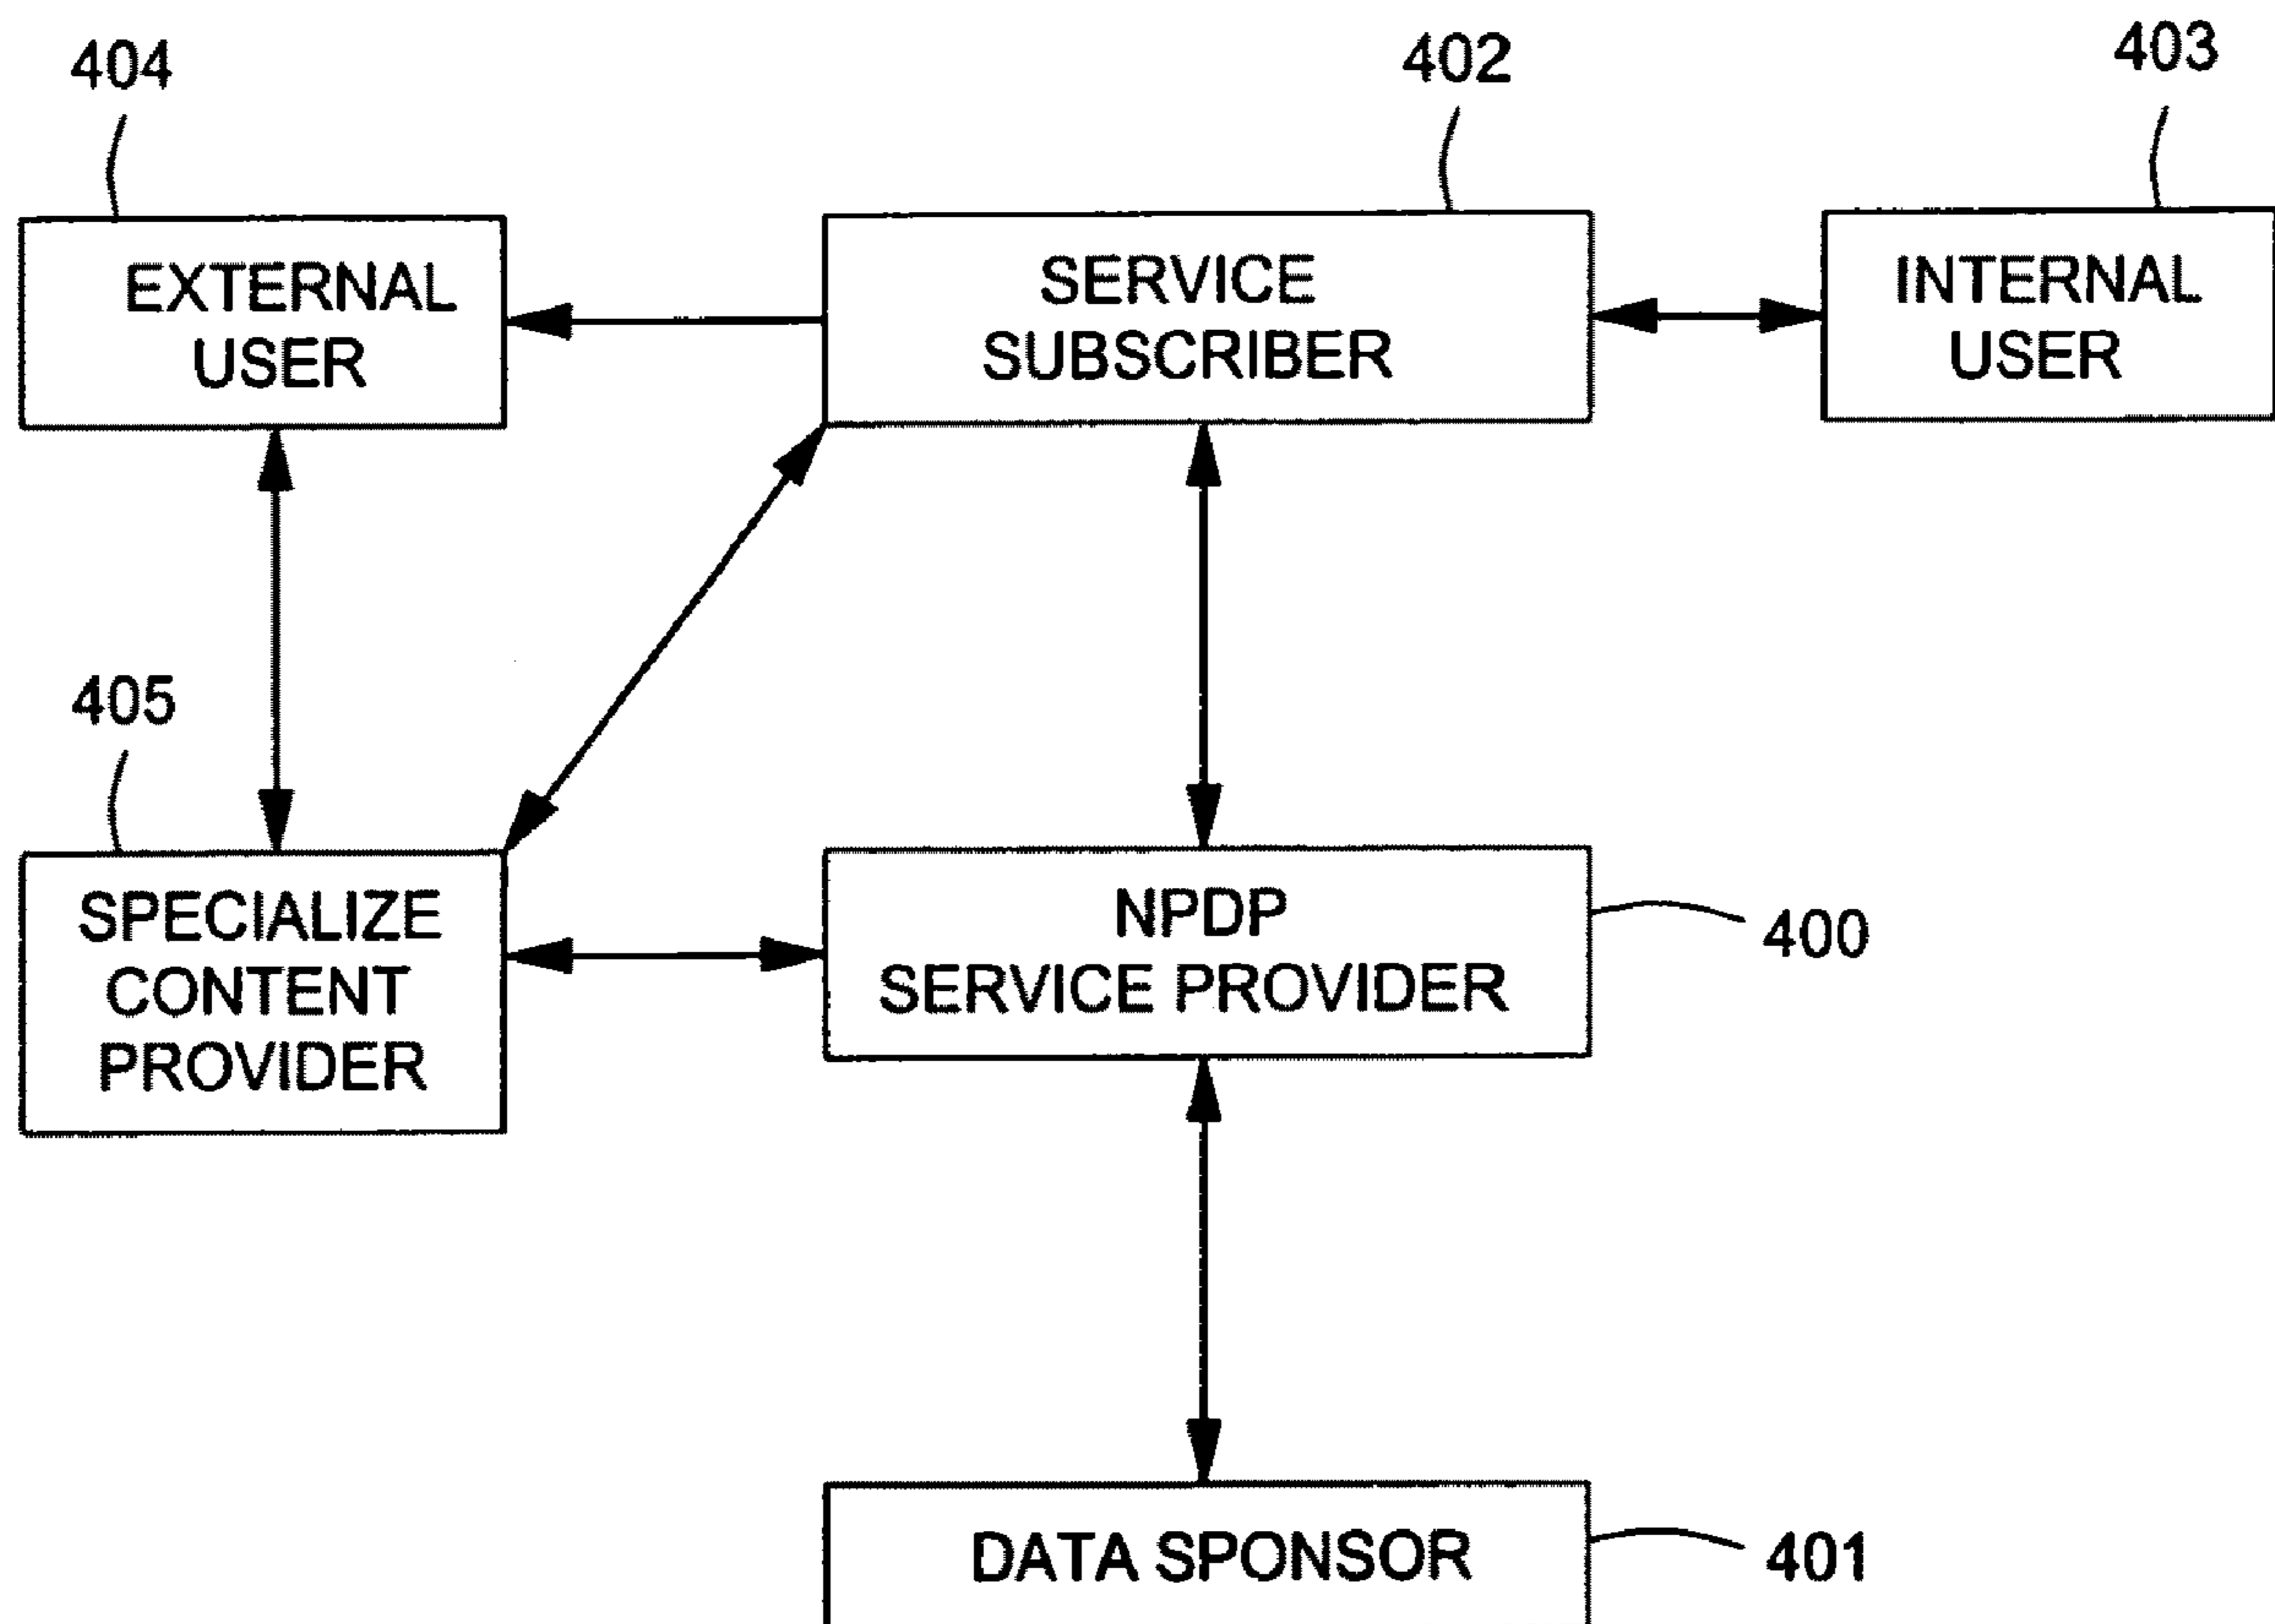 404
402
403
EXTERNAL
USER
SERVICE
SUBSCRIBER
INTERNAL
USER
405
SPECIALIZE
CONTENT
PROVIDER
NPDP
SERVICE PROVIDER
400
DATA SPONSOR
401